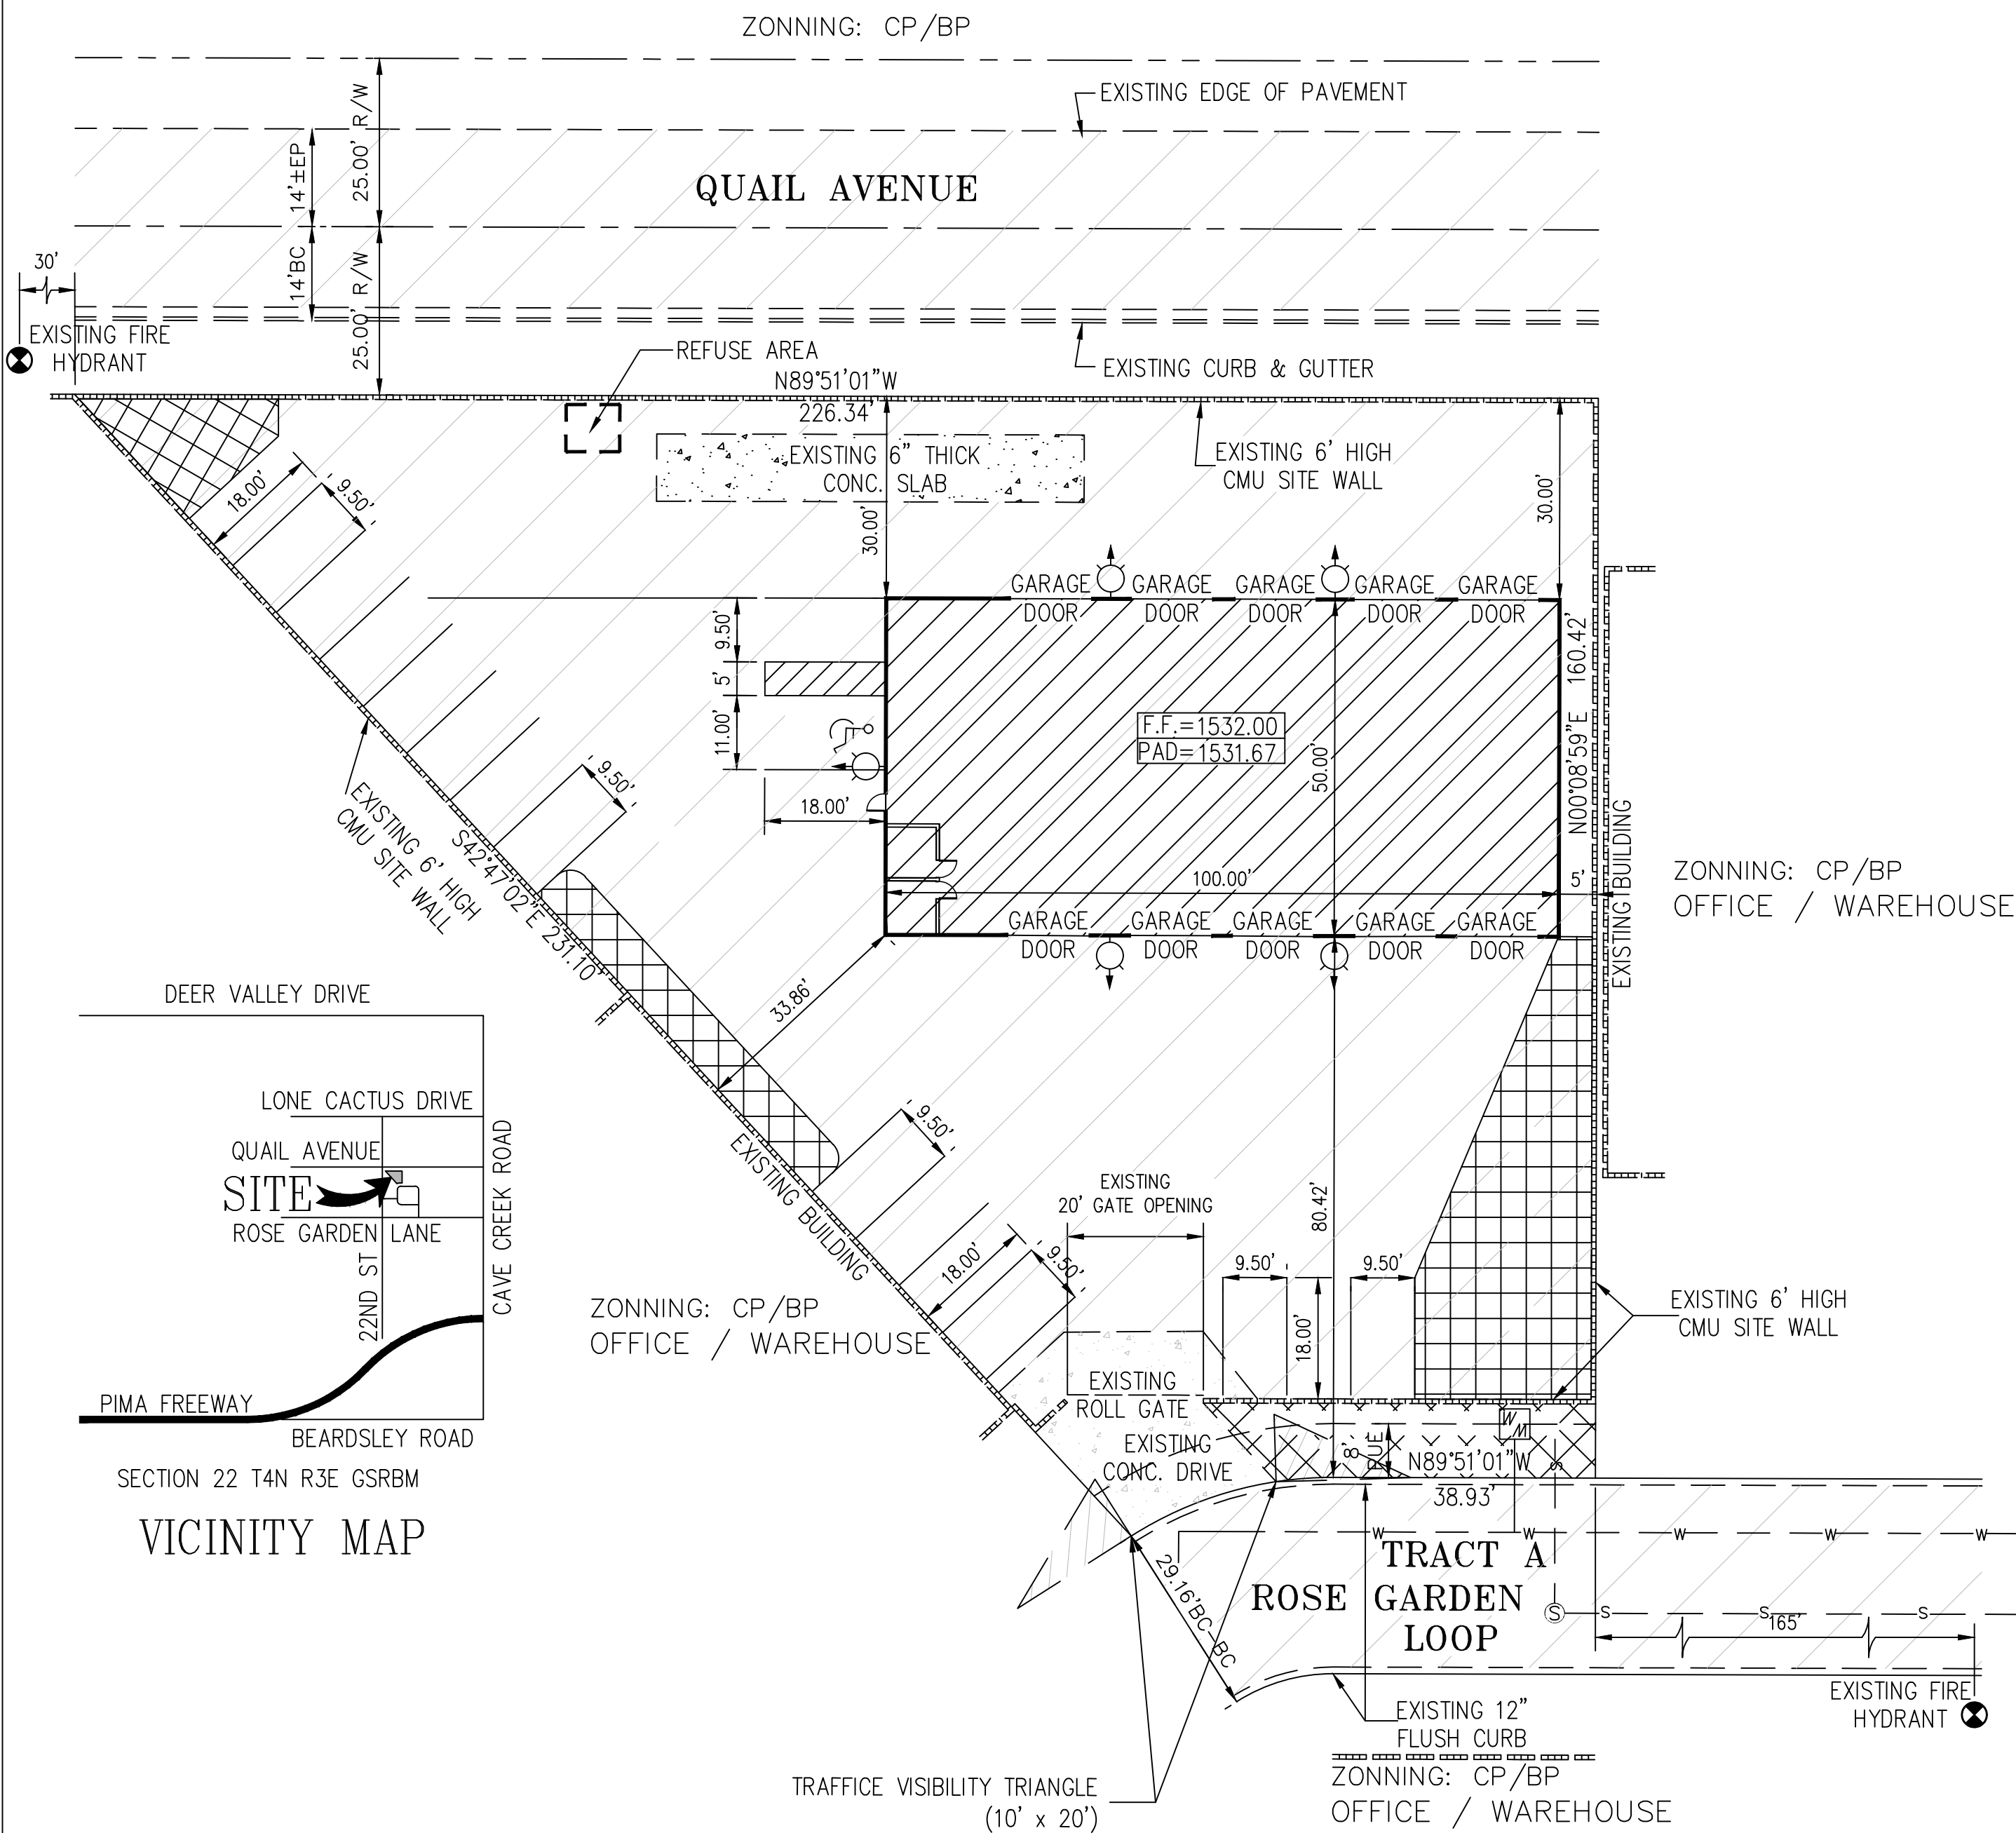 ZONNING: CP/BP
EXISTING EDGE OF PAVEMENT
25.00' R/W
14'±EP
QUAIL AVENUE
14'BC
25.00' R/W
30'
EXISTING FIRE
HYDRANT
REFUSE AREA
EXISTING CURB & GUTTER
N89°51'01"W
226.34'
EXISTING 6" THICK
CONC. SLAB
EXISTING 6' HIGH
CMU SITE WALL
18.00'
9.50'
30.00'
30.00'
GARAGE
DOOR
GARAGE
DOOR
GARAGE
DOOR
GARAGE
DOOR
GARAGE
DOOR
9.50'
5'
11.00'
18.00'
F.F.=1532.00
PAD=1531.67
50.00'
N00°08'59"E 160.42'
EXISTING BUILDING
9.50'
EXISTING 6' HIGH
CMU SITE WALL
S42°47'02"E 231.10'
100.00'
5'
ZONNING: CP/BP
OFFICE / WAREHOUSE
GARAGE
DOOR
GARAGE
DOOR
GARAGE
DOOR
GARAGE
DOOR
GARAGE
DOOR
33.86'
DEER VALLEY DRIVE
LONE CACTUS DRIVE
QUAIL AVENUE
SITE
ROSE GARDEN LANE
22ND ST
CAVE CREEK ROAD
PIMA FREEWAY
BEARDSLEY ROAD
SECTION 22 T4N R3E GSRBM
VICINITY MAP
EXISTING BUILDING
9.50'
80.42'
EXISTING
20' GATE OPENING
18.00'
9.50'
9.50'
9.50'
18.00'
ZONNING: CP/BP
OFFICE / WAREHOUSE
EXISTING 6' HIGH
CMU SITE WALL
EXISTING
ROLL GATE
EXISTING
CONC. DRIVE
8'
PUE
W
M
S
N89°51'01"W
38.93'
W
W
W
W
W
TRACT A
ROSE GARDEN
LOOP
29.16'BC-BC
S
S
S
S
165'
EXISTING FIRE
HYDRANT
EXISTING 12"
FLUSH CURB
TRAFFICE VISIBILITY TRIANGLE
(10' x 20')
ZONNING: CP/BP
OFFICE / WAREHOUSE